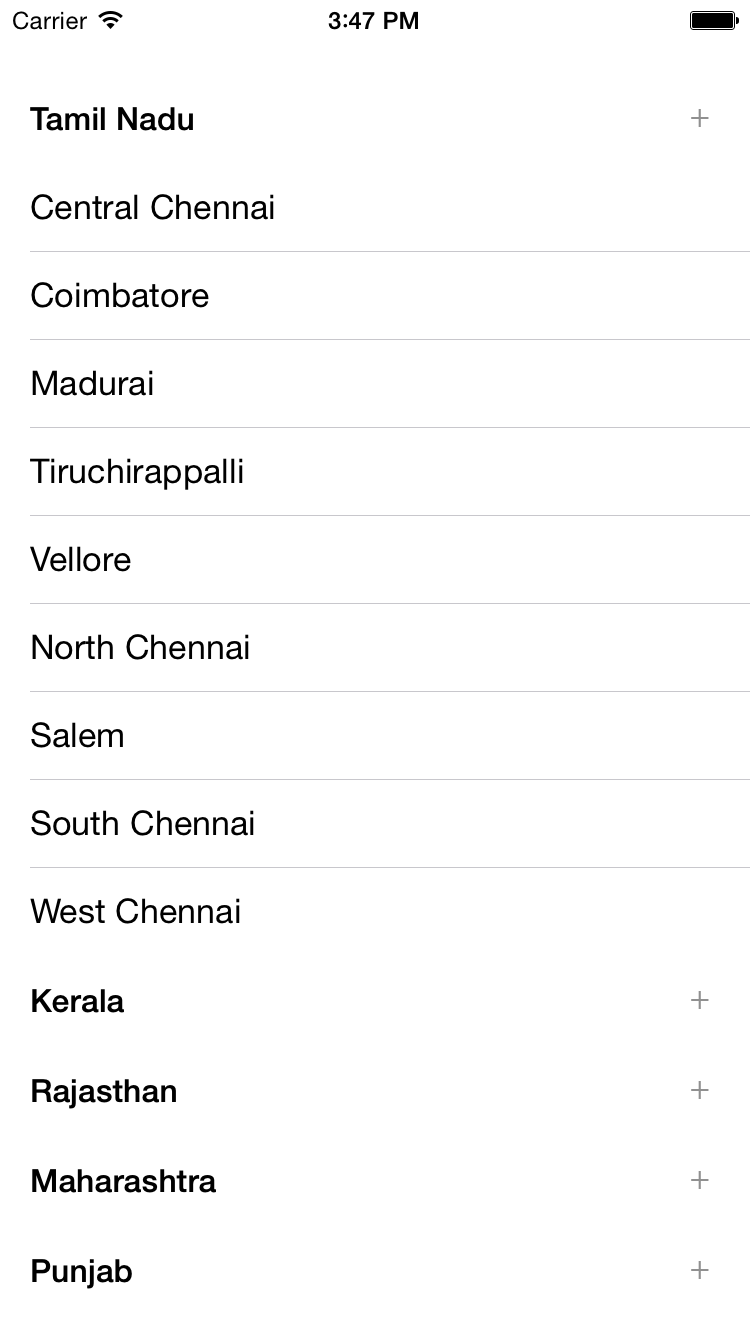 Carrier 3:47 PM
Tamil Nadu +
Central Chennai
Coimbatore
Madurai
Tiruchirappalli
Vellore
North Chennai
Salem
South Chennai
West Chennai
Kerala +
Rajasthan +
Maharashtra +
Punjab +